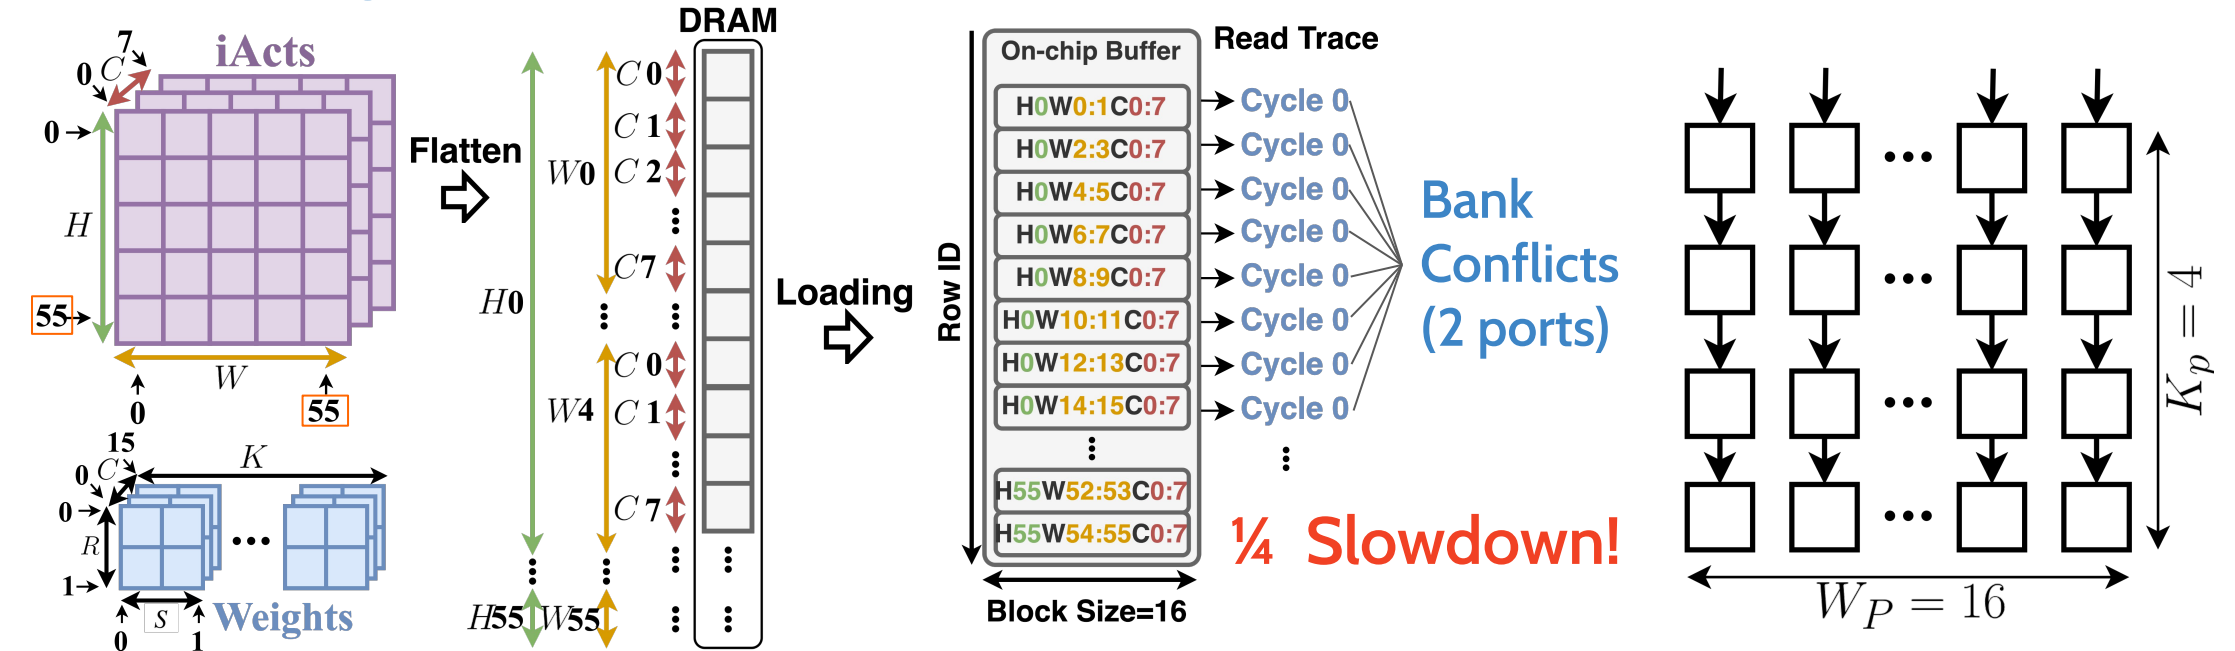 iActs
7
0
C
0
H
55
W
0
55
15
0
C
K
0
R
1
S
0
1
Weights
Flatten
DRAM
H0
W0
C 0
C 1
C 2
C7
W4
C 0
C 1
C 7
H55
W55
Loading
Row ID
On-chip Buffer
H0W0:1C0:7
H0W2:3C0:7
H0W4:5C0:7
H0W6:7C0:7
H0W8:9C0:7
H0W10:11C0:7
H0W12:13C0:7
H0W14:15C0:7
H55W52:53C0:7
H55W54:55C0:7
Block Size=16
Read Trace
Cycle 0
Cycle 0
Cycle 0
Cycle 0
Cycle 0
Cycle 0
Cycle 0
Cycle 0
Bank
Conflicts
(2 ports)
¼ Slowdown!
K_p = 4
W_P = 16